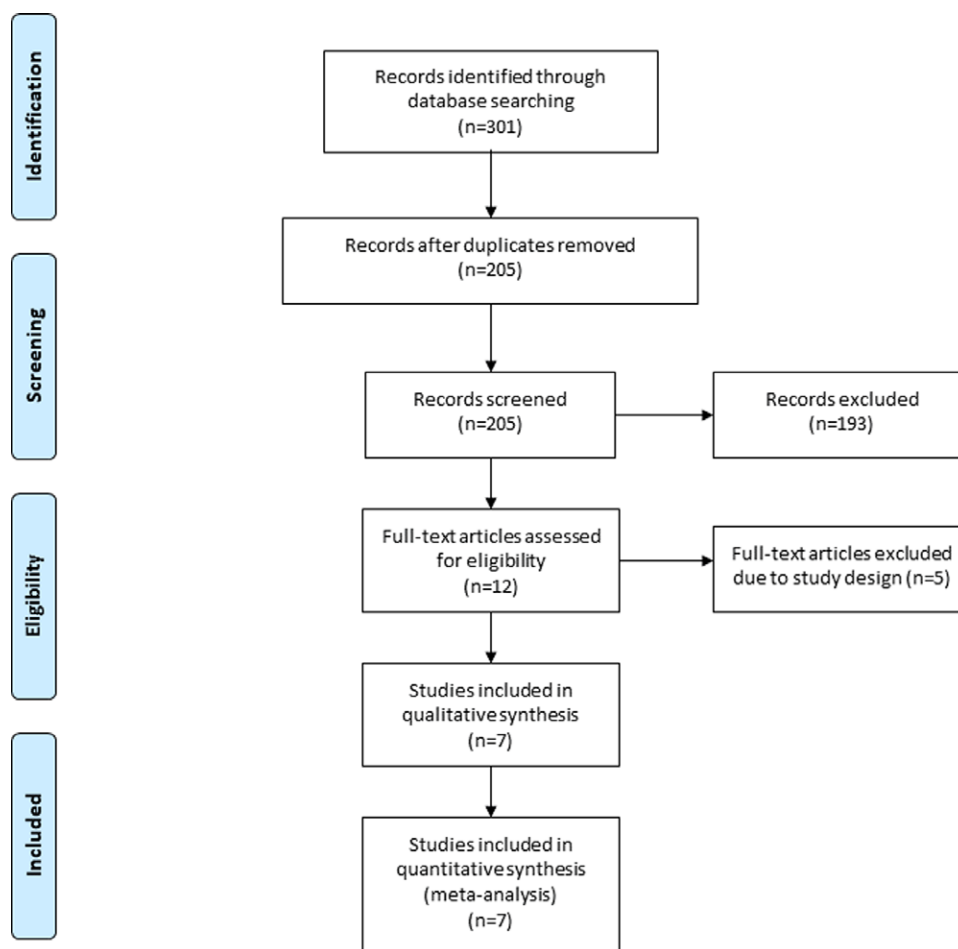 Identification
Records identified through
database searching
(n=301)
Records after duplicates removed
(n=205)
Screening
Records screened
(n=205)
Records excluded
(n=193)
Eligibility
Full-text articles assessed
for eligibility
(n=12)
Full-text articles excluded
due to study design (n=5)
Studies included in
qualitative synthesis
(n=7)
Included
Studies included in
quantitative synthesis
(meta-analysis)
(n=7)